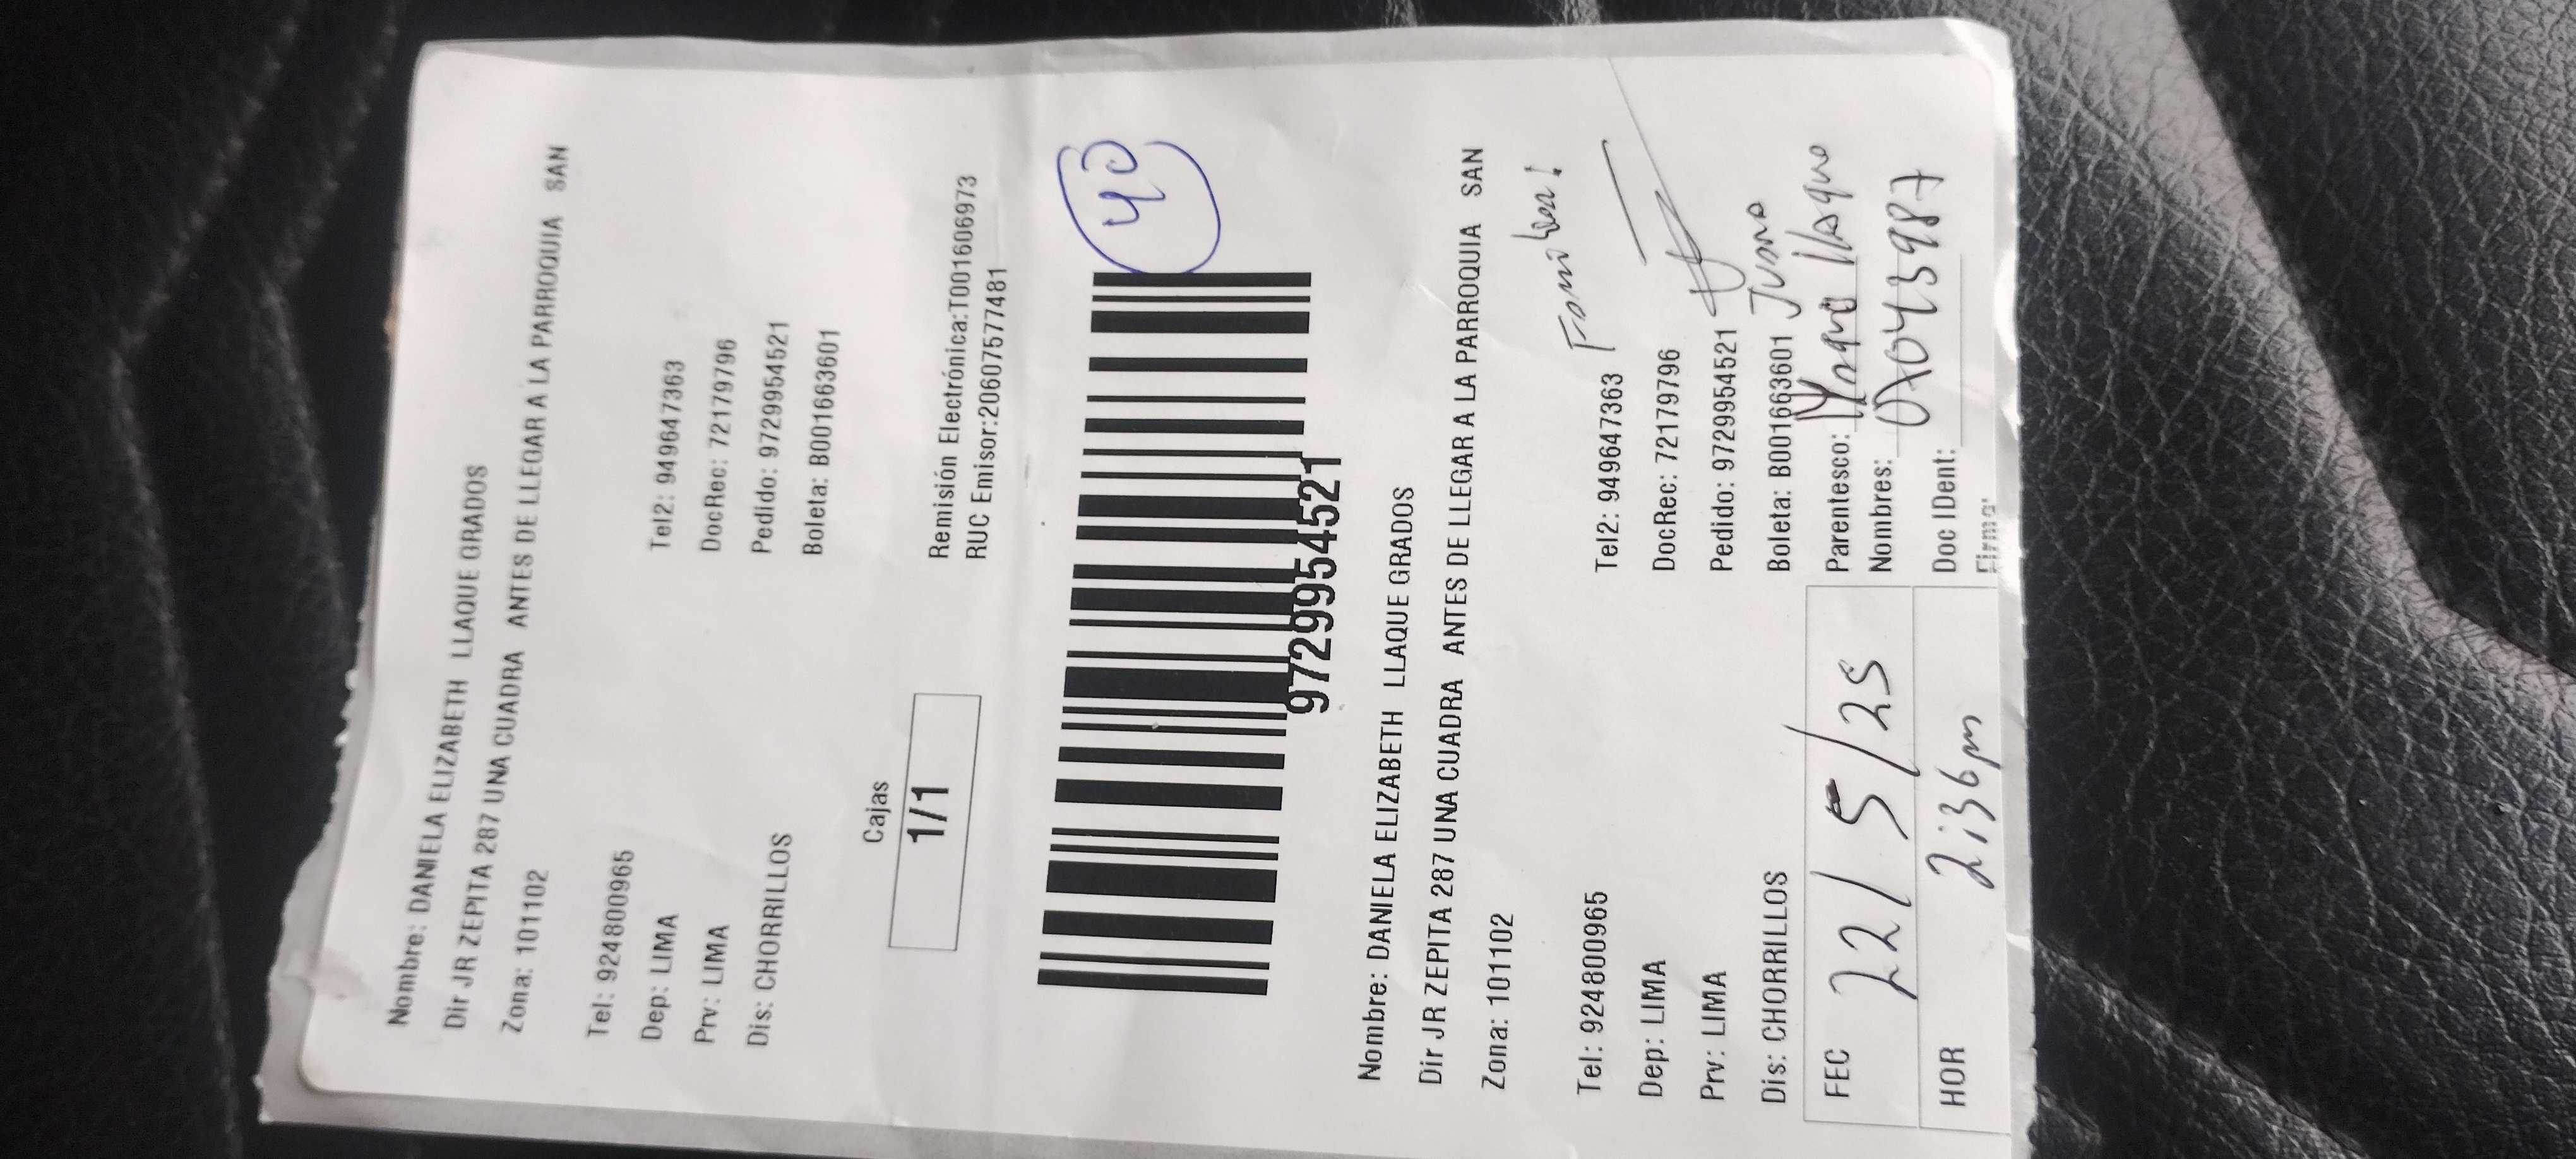 Nombre: DANIELA ELIZABETH LLAQUE GRADOS
Dir JR ZEPITA 287 UNA CUADRA ANTES DE LLEGAR A LA PARROQUIA SAN
Zona: 101102
Tel: 924800965 Tel2: 949647363
Dep: LIMA DocRec: 72179796
Prv: LIMA Pedido: 9729954521
Dis: CHORRILLOS Boleta: B001663601
Cajas
1/1
Remisión Electrónica:T001606973
RUC Emisor:20607577481
40
9729954521
Nombre: DANIELA ELIZABETH LLAQUE GRADOS
Dir JR ZEPITA 287 UNA CUADRA ANTES DE LLEGAR A LA PARROQUIA SAN
Zona: 101102
Tel: 924800965 Tel2: 949647363
Dep: LIMA DocRec: 72179796
Prv: LIMA Pedido: 9729954521
Dis: CHORRILLOS Boleta: B001663601
FEC 22/5/25 Parentesco: Llaque
Nombres:
HOR 2:36pm Doc IDent:
Firma: